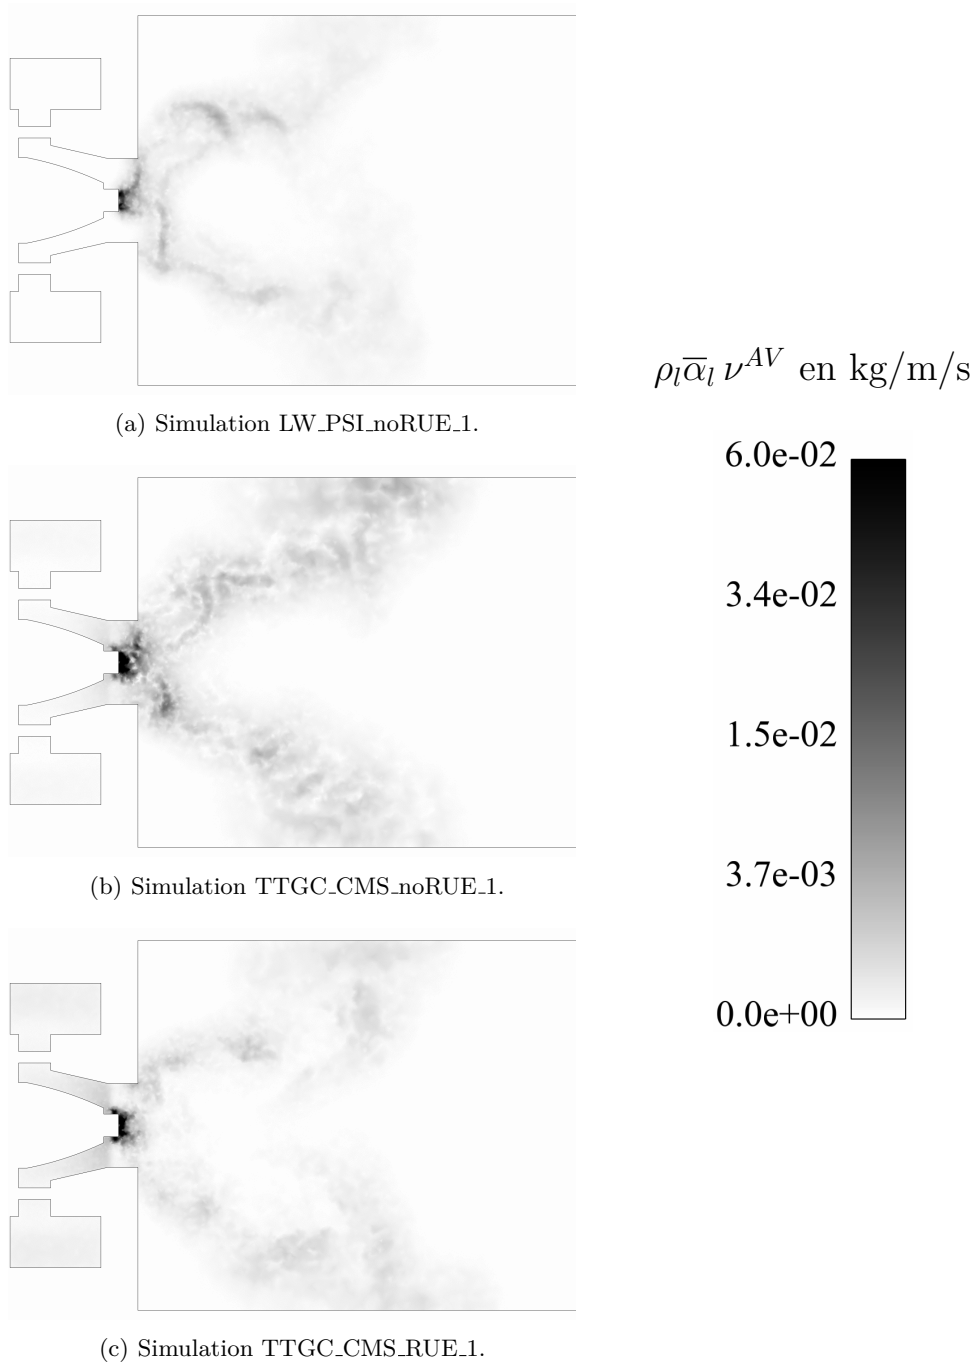 (a) Simulation LW_PSI_noRUE_1.
ρ_l ᾱ_l ν^{AV} en kg/m/s
6.0e-02
3.4e-02
1.5e-02
3.7e-03
0.0e+00
(b) Simulation TTGC_CMS_noRUE_1.
(c) Simulation TTGC_CMS_RUE_1.